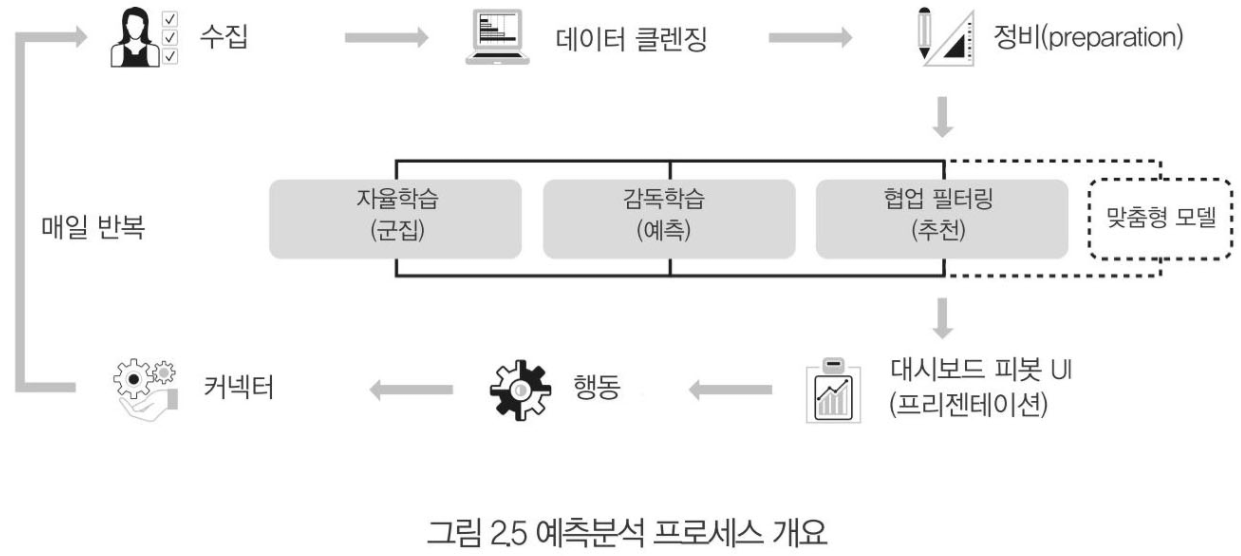 수집
데이터 클렌징
정비(preparation)
자율학습
(군집)
감독학습
(예측)
협업 필터링
(추천)
맞춤형 모델
매일 반복
대시보드 피봇 UI
(프리젠테이션)
행동
커넥터
그림 2.5 예측분석 프로세스 개요